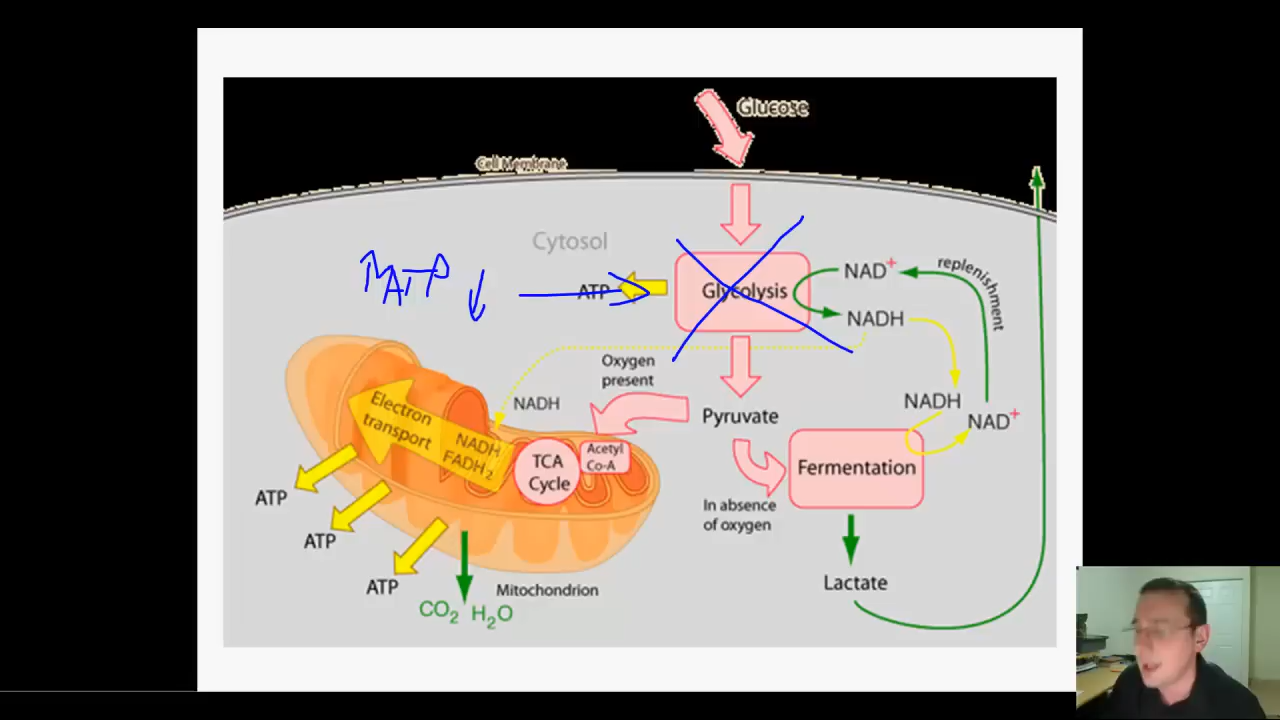 Glucose
Cell Membrane
Cytosol
ATP
ATP
Glycolysis
NAD+
NADH
replenishment
Oxygen
present
NADH
Pyruvate
NADH
NAD+
Electron
transport
NADH
FADH2
TCA
Cycle
Acetyl
Co-A
Fermentation
In absence
of oxygen
ATP
ATP
ATP
Mitochondrion
CO2 H2O
Lactate